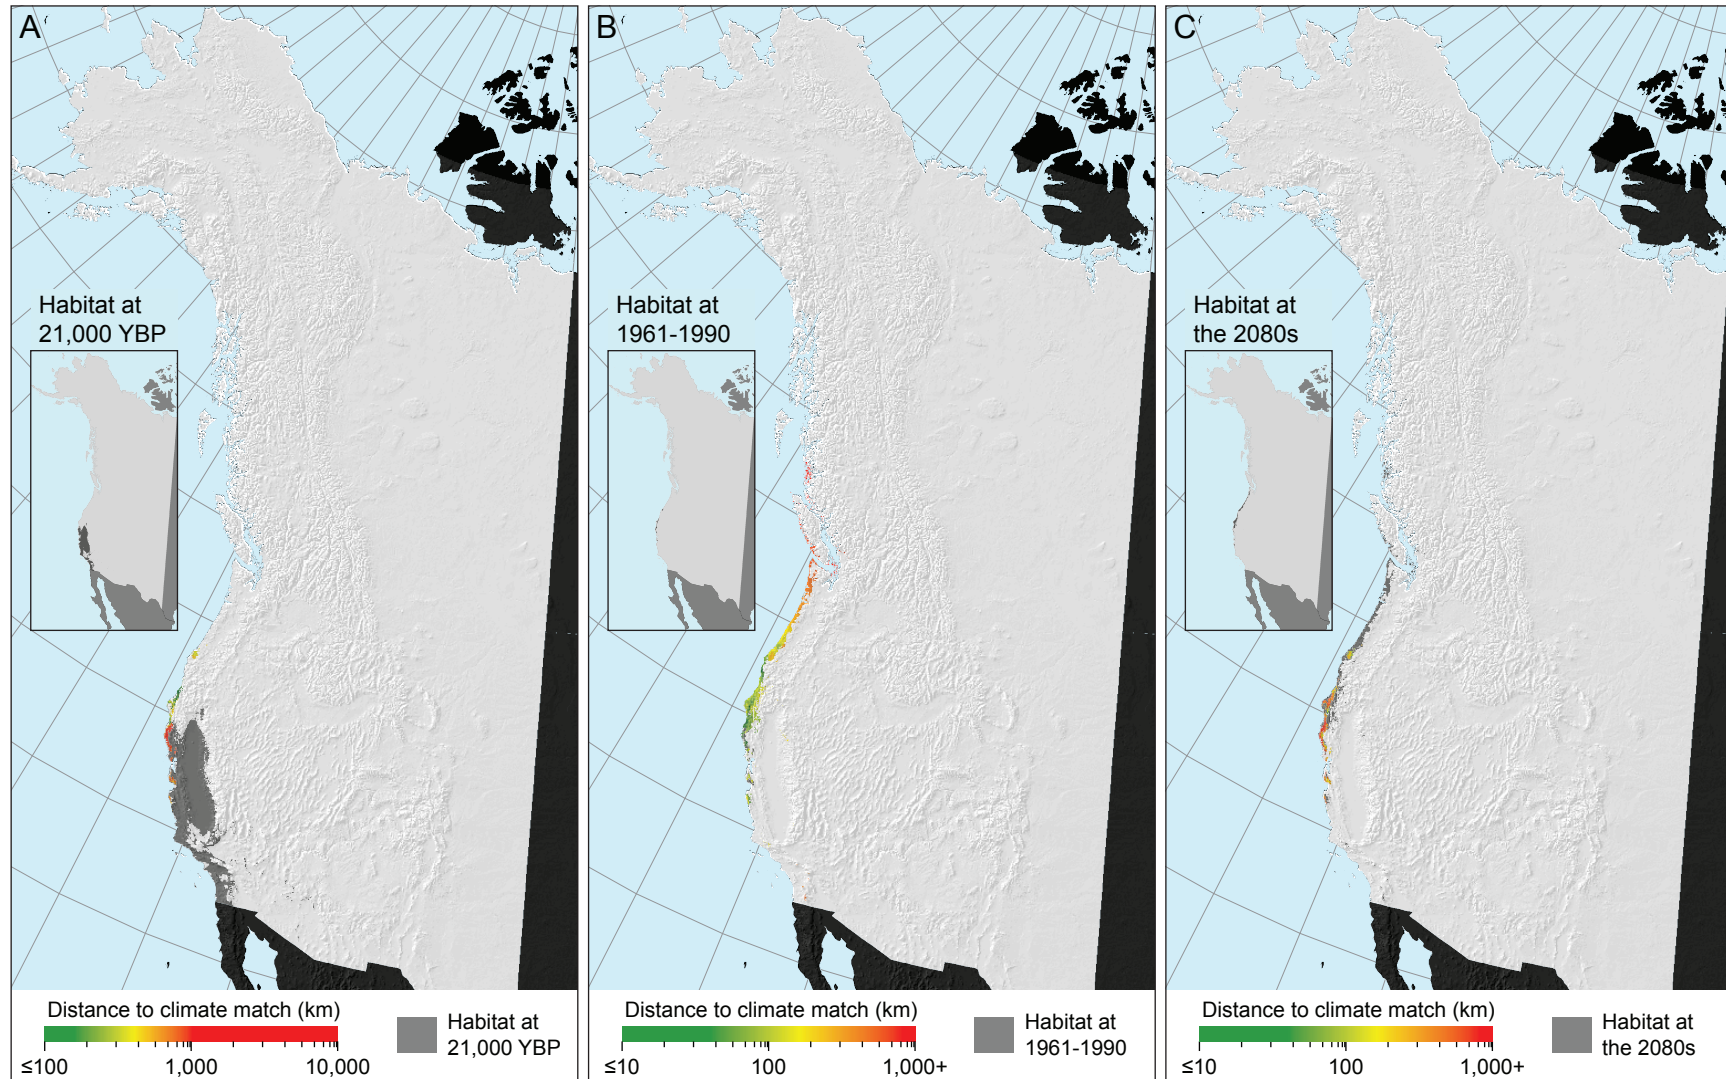 A
Habitat at
21,000 YBP
Distance to climate match (km)
≤100
1,000
10,000
Habitat at
21,000 YBP
B
Habitat at
1961-1990
Distance to climate match (km)
≤10
100
1,000+
Habitat at
1961-1990
C
Habitat at
the 2080s
Distance to climate match (km)
≤10
100
1,000+
Habitat at
the 2080s